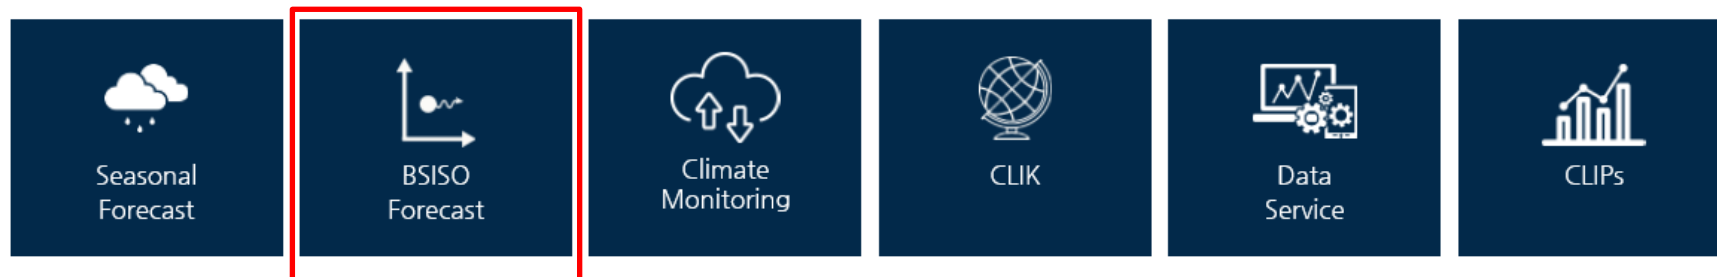 Seasonal
Forecast
BSISO
Forecast
Climate
Monitoring
CLIK
Data
Service
CLIPs